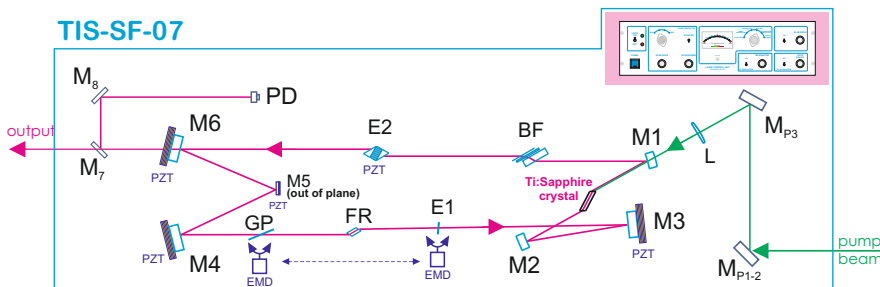 TIS-SF-07
M8
PD
output
M7
M6
PZT
E2
PZT
BF
M1
L
MP3
Ti:Sapphire
crystal
M5
(out of plane)
PZT
GP
FR
E1
M3
PZT
M4
PZT
EMD
EMD
M2
MP1-2
pump
beam